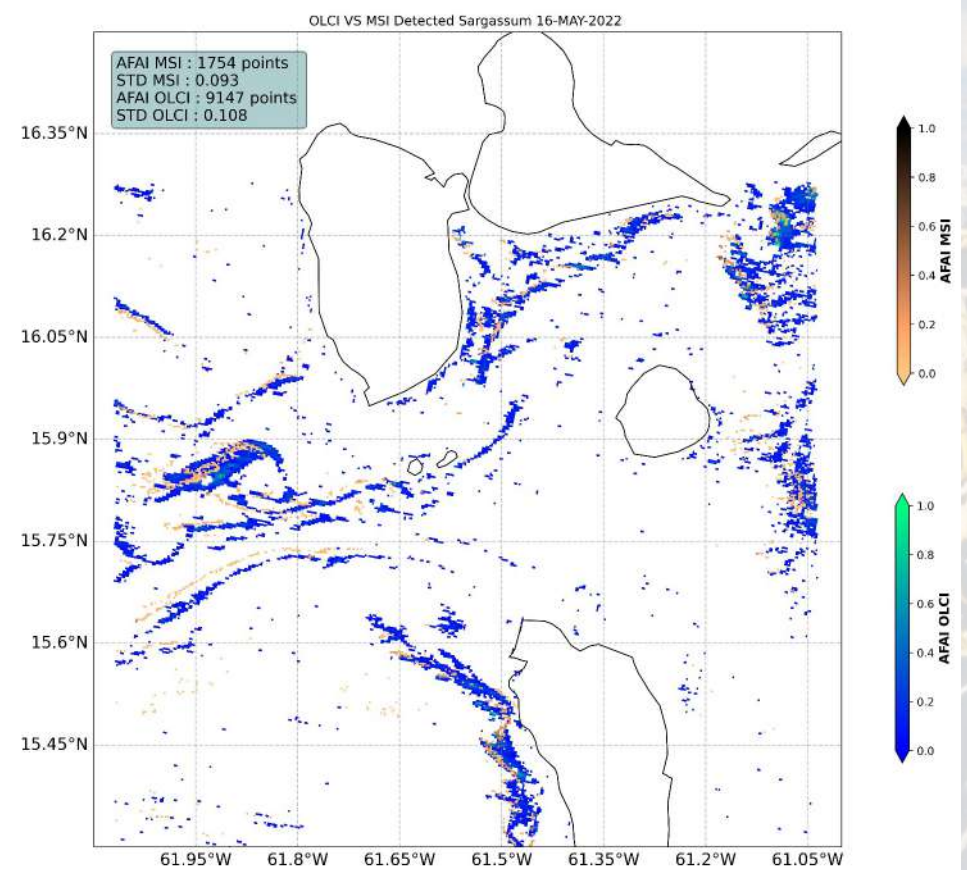 OLCI VS MSI Detected Sargassum 16-MAY-2022
AFAI MSI : 1754 points
STD MSI : 0.093
AFAI OLCI : 9147 points
STD OLCI : 0.108
16.35°N
16.2°N
16.05°N
15.9°N
15.75°N
15.6°N
15.45°N
61.95°W
61.8°W
61.65°W
61.5°W
61.35°W
61.2°W
61.05°W
1.0
0.8
0.6
0.4
0.2
0.0
AFAI MSI
1.0
0.8
0.6
0.4
0.2
0.0
AFAI OLCI